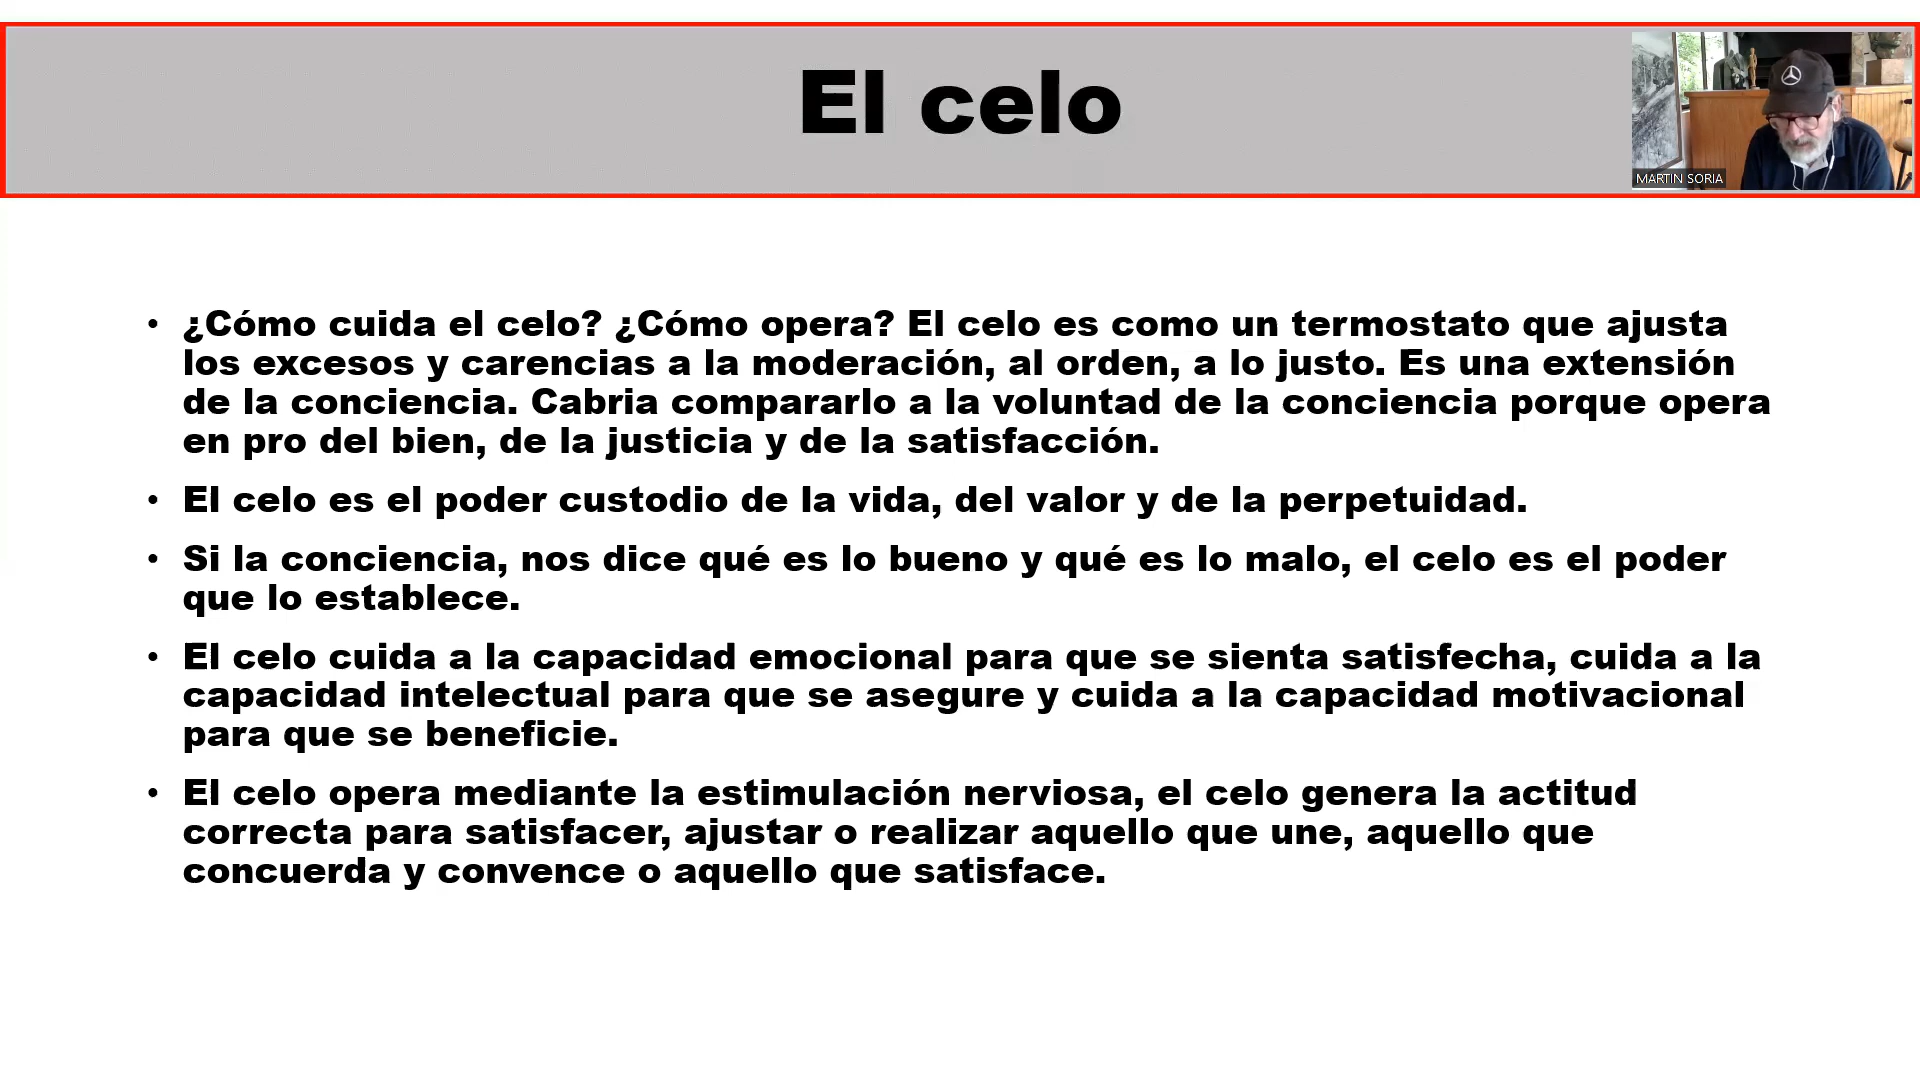 El celo
MARTIN SORIA
• ¿Cómo cuida el celo? ¿Cómo opera? El celo es como un termostato que ajusta
los excesos y carencias a la moderación, al orden, a lo justo. Es una extensión
de la conciencia. Cabria compararlo a la voluntad de la conciencia porque opera
en pro del bien, de la justicia y de la satisfacción.
• El celo es el poder custodio de la vida, del valor y de la perpetuidad.
• Si la conciencia, nos dice qué es lo bueno y qué es lo malo, el celo es el poder
que lo establece.
• El celo cuida a la capacidad emocional para que se sienta satisfecha, cuida a la
capacidad intelectual para que se asegure y cuida a la capacidad motivacional
para que se beneficie.
• El celo opera mediante la estimulación nerviosa, el celo genera la actitud
correcta para satisfacer, ajustar o realizar aquello que une, aquello que
concuerda y convence o aquello que satisface.